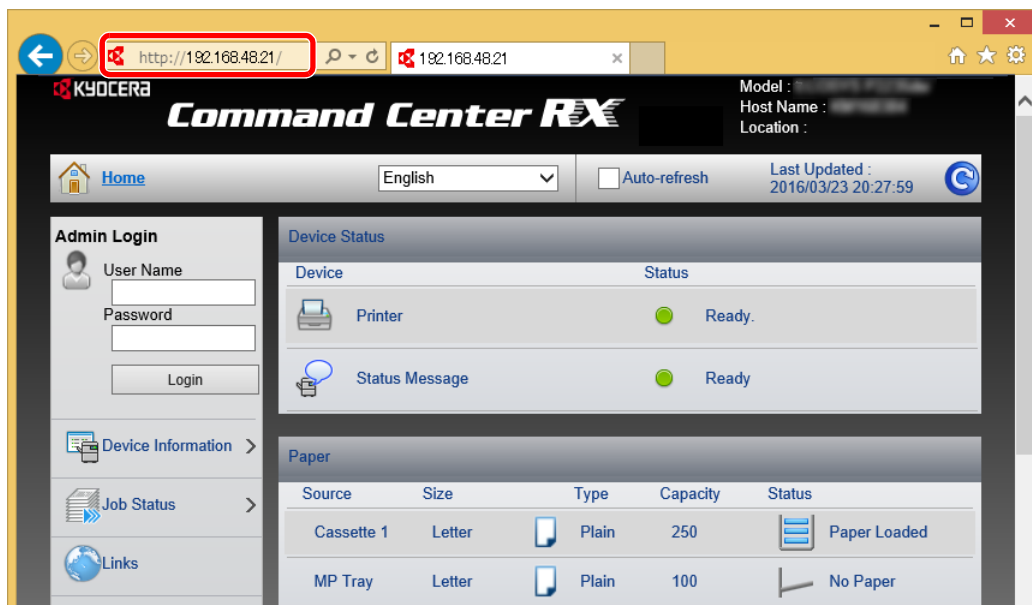 http://192.168.48.21/
192.168.48.21
KYOCERA
Command Center RX
Model :
Host Name :
Location :
Home
English
Auto-refresh
Last Updated :
2016/03/23 20:27:59
Admin Login
User Name
Password
Login
Device Information
Job Status
Links
Device Status
Device Status
Printer Ready.
Status Message Ready
Paper
Source Size Type Capacity Status
Cassette 1 Letter Plain 250 Paper Loaded
MP Tray Letter Plain 100 No Paper